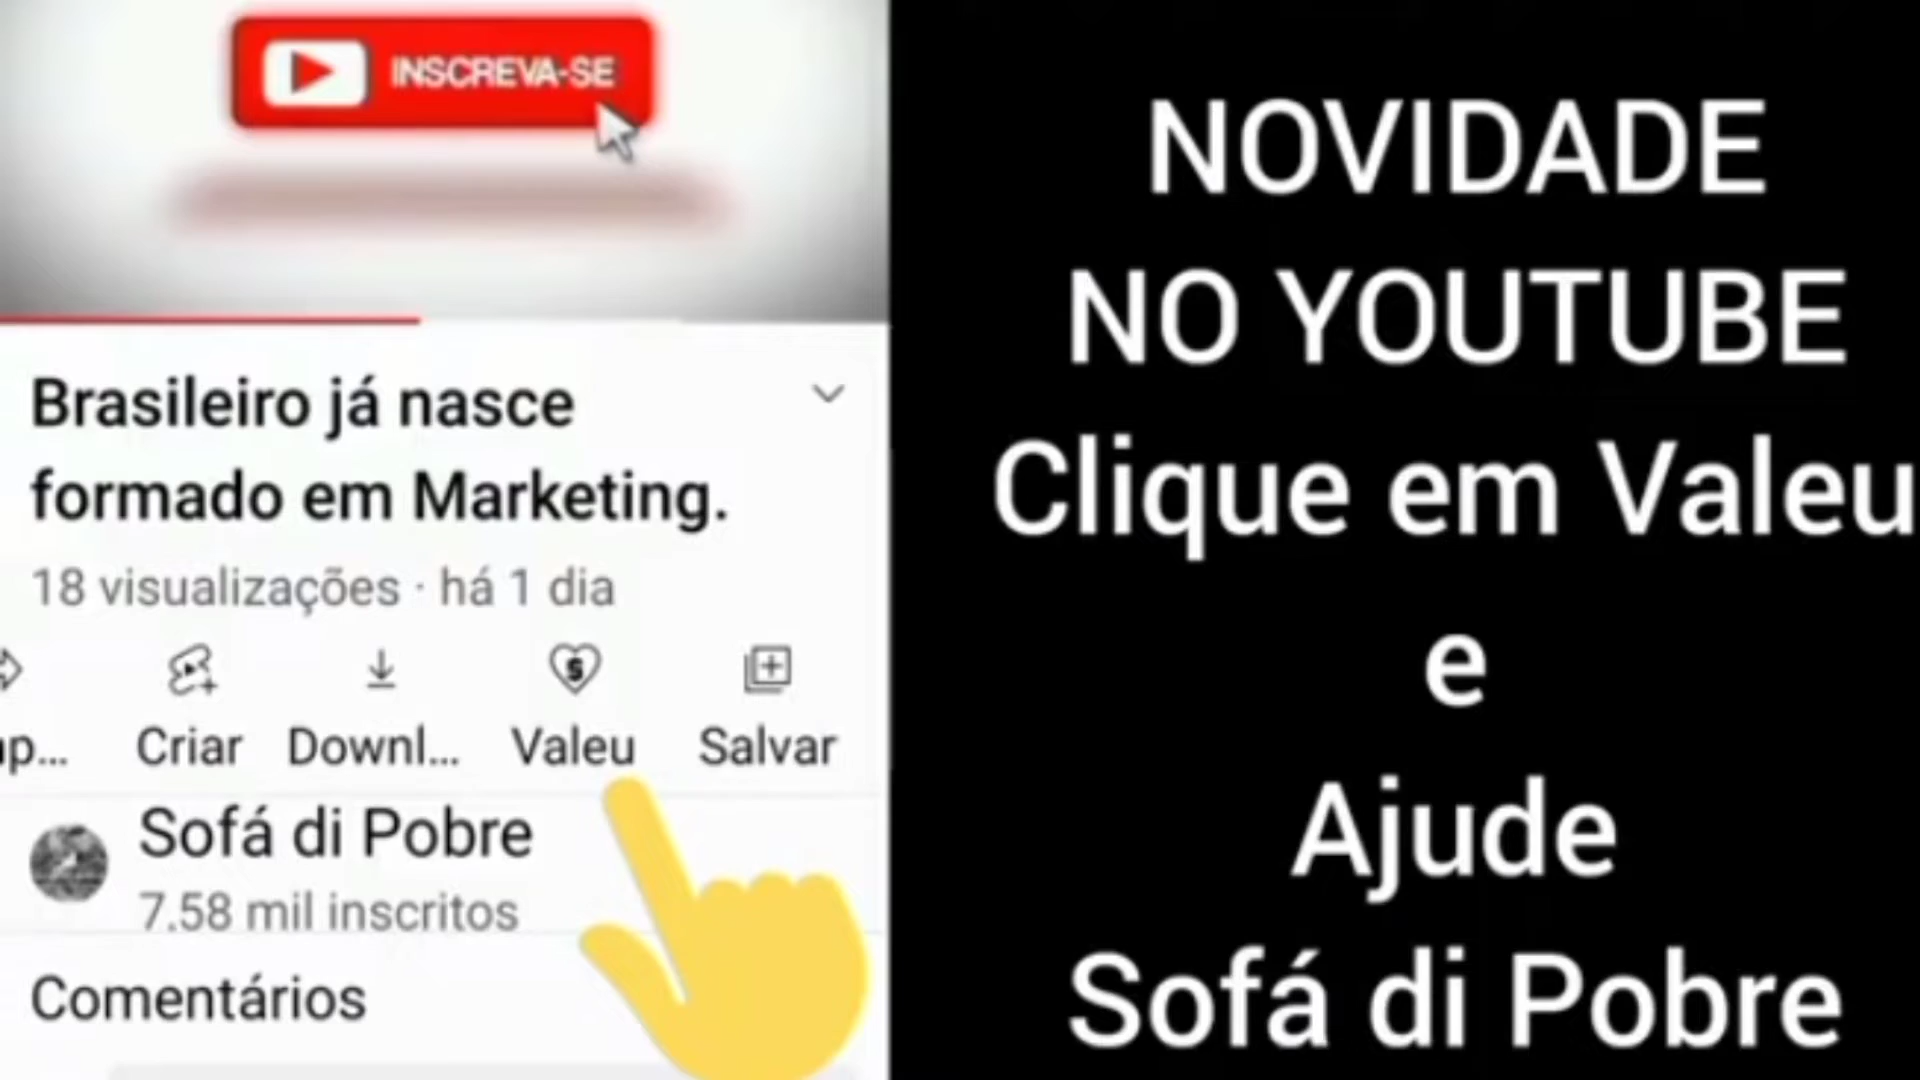 INSCREVA-SE
Brasileiro já nasce
formado em Marketing.
18 visualizações · há 1 dia
Criar Downl... Valeu Salvar
Sofá di Pobre
7.58 mil inscritos
Comentários
NOVIDADE
NO YOUTUBE
Clique em Valeu
e
Ajude
Sofá di Pobre